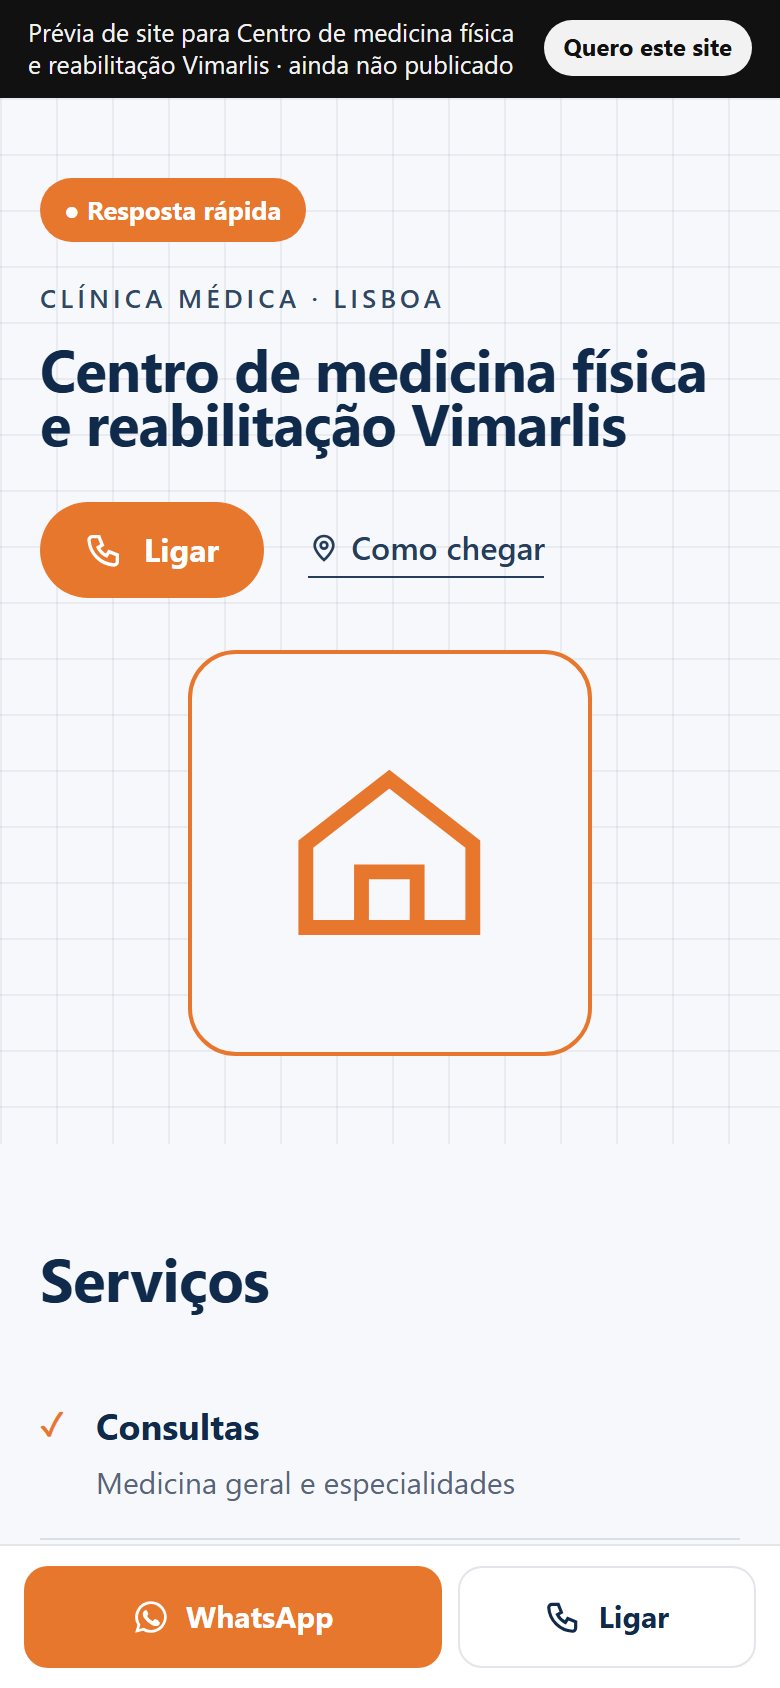 Prévia de site para Centro de medicina física
e reabilitação Vimarlis · ainda não publicado
Quero este site
• Resposta rápida
CLÍNICA MÉDICA · LISBOA
Centro de medicina física
e reabilitação Vimarlis
Ligar
Como chegar
Serviços
✓ Consultas
Medicina geral e especialidades
WhatsApp
Ligar